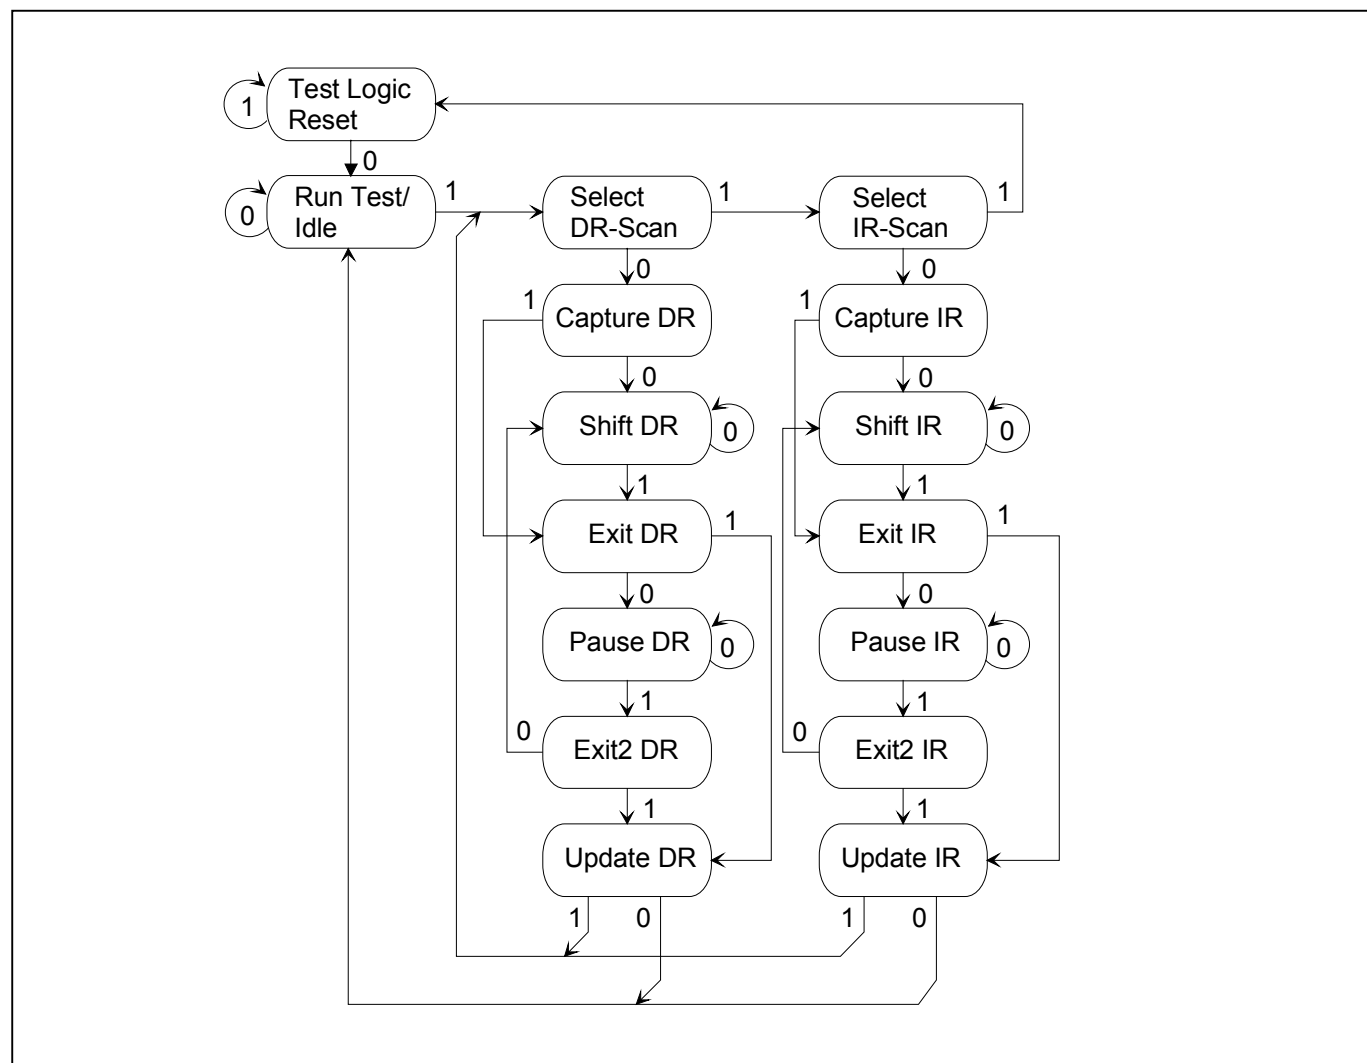 Test Logic
Reset
1
0
Run Test/
Idle
0
1
Select
DR-Scan
1
Select
IR-Scan
1
0
0
1
Capture DR
1
Capture IR
0
0
Shift DR
0
Shift IR
0
1
1
Exit DR
1
Exit IR
1
0
0
Pause DR
0
Pause IR
0
1
1
0
Exit2 DR
0
Exit2 IR
1
1
Update DR
Update IR
1
0
1
0